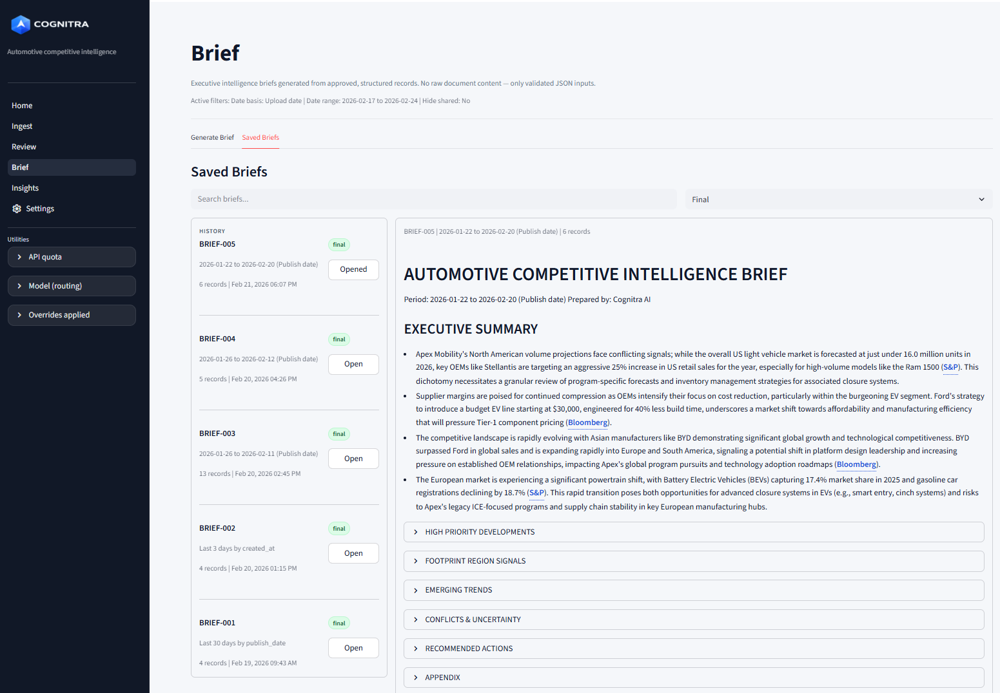 COGNITRA
Automotive competitive intelligence
Home
Ingest
Review
Brief
Insights
Settings
Utilities
API quota
Model (routing)
Overrides applied
Brief
Executive intelligence briefs generated from approved, structured records. No raw document content — only validated JSON inputs.
Active filters: Date basis: Upload date | Date range: 2026-02-17 to 2026-02-24 | Hide shared: No
Generate Brief Saved Briefs
Saved Briefs
Search briefs...
Final
HISTORY
BRIEF-005 final
2026-01-22 to 2026-02-20 (Publish date) Opened
6 records | Feb 21, 2026 06:07 PM
BRIEF-004 final
2026-01-26 to 2026-02-12 (Publish date) Open
5 records | Feb 20, 2026 04:26 PM
BRIEF-003 final
2026-01-26 to 2026-02-11 (Publish date) Open
13 records | Feb 20, 2026 02:45 PM
BRIEF-002 final
Last 3 days by created_at Open
4 records | Feb 20, 2026 01:15 PM
BRIEF-001 final
Last 30 days by publish_date Open
4 records | Feb 19, 2026 09:43 AM
BRIEF-005 | 2026-01-22 to 2026-02-20 (Publish date) | 6 records
AUTOMOTIVE COMPETITIVE INTELLIGENCE BRIEF
Period: 2026-01-22 to 2026-02-20 (Publish date) Prepared by: Cognitra AI
EXECUTIVE SUMMARY
• Apex Mobility's North American volume projections face conflicting signals; while the overall US light vehicle market is forecasted at just under 16.0 million units in
2026, key OEMs like Stellantis are targeting an aggressive 25% increase in US retail sales for the year, especially for high-volume models like the Ram 1500 (S&P). This
dichotomy necessitates a granular review of program-specific forecasts and inventory management strategies for associated closure systems.
• Supplier margins are poised for continued compression as OEMs intensify their focus on cost reduction, particularly within the burgeoning EV segment. Ford's strategy
to introduce a budget EV line starting at $30,000, engineered for 40% less build time, underscores a market shift towards affordability and manufacturing efficiency
that will pressure Tier-1 component pricing (Bloomberg).
• The competitive landscape is rapidly evolving with Asian manufacturers like BYD demonstrating significant global growth and technological competitiveness. BYD
surpassed Ford in global sales and is expanding rapidly into Europe and South America, signaling a potential shift in platform design leadership and increasing
pressure on established OEM relationships, impacting Apex's global program pursuits and technology adoption roadmaps (Bloomberg).
• The European market is experiencing a significant powertrain shift, with Battery Electric Vehicles (BEVs) capturing 17.4% market share in 2025 and gasoline car
registrations declining by 18.7% (S&P). This rapid transition poses both opportunities for advanced closure systems in EVs (e.g., smart entry, cinch systems) and risks
to Apex's legacy ICE-focused programs and supply chain stability in key European manufacturing hubs.
HIGH PRIORITY DEVELOPMENTS
FOOTPRINT REGION SIGNALS
EMERGING TRENDS
CONFLICTS & UNCERTAINTY
RECOMMENDED ACTIONS
APPENDIX